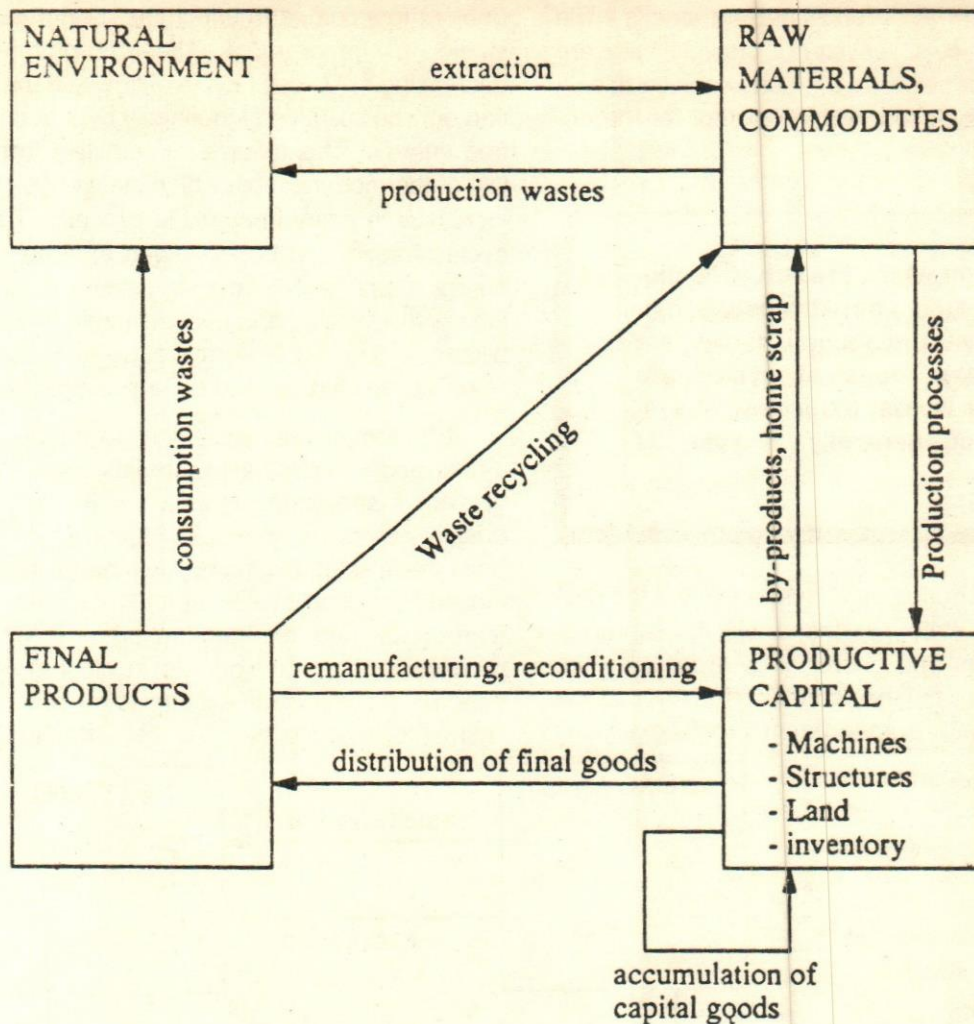 NATURAL
ENVIRONMENT
extraction
RAW
MATERIALS,
COMMODITIES
production wastes
consumption wastes
Waste recycling
by-products, home scrap
Production processes
FINAL
PRODUCTS
remanufacturing, reconditioning
distribution of final goods
PRODUCTIVE
CAPITAL
- Machines
- Structures
- Land
- inventory
accumulation of
capital goods